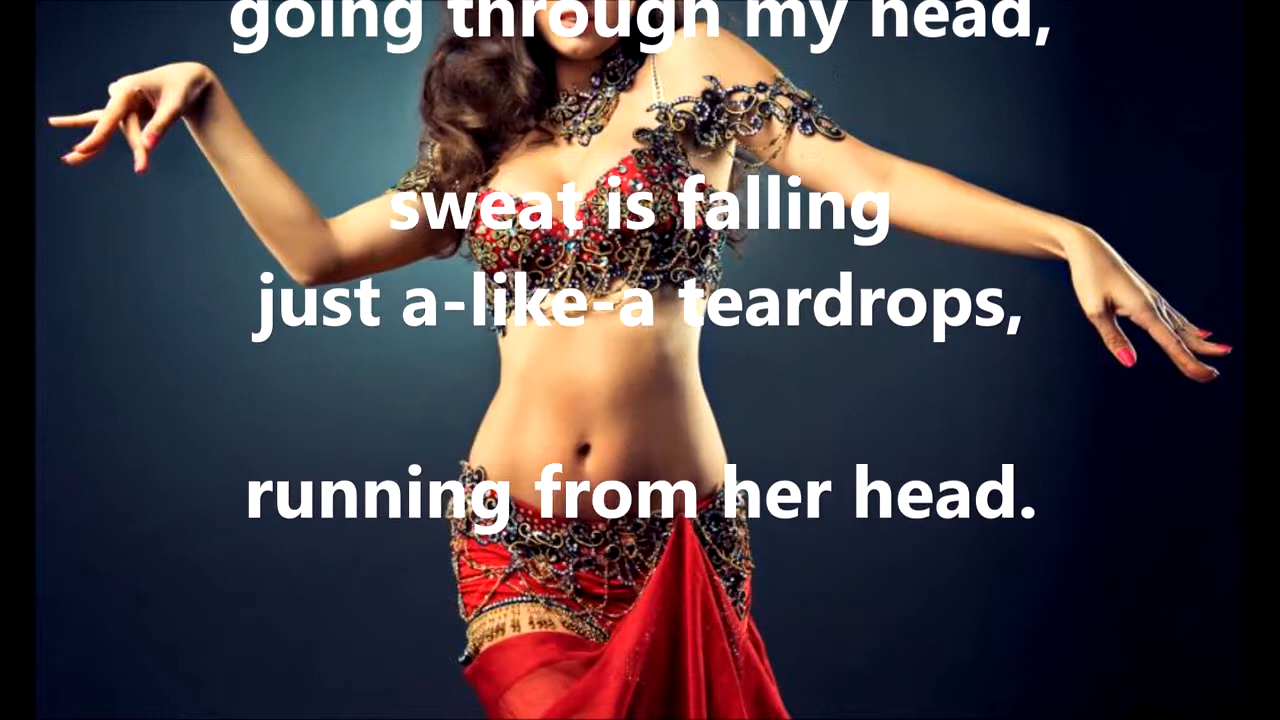 going through my head,
sweat is falling
just a-like-a teardrops,
running from her head.